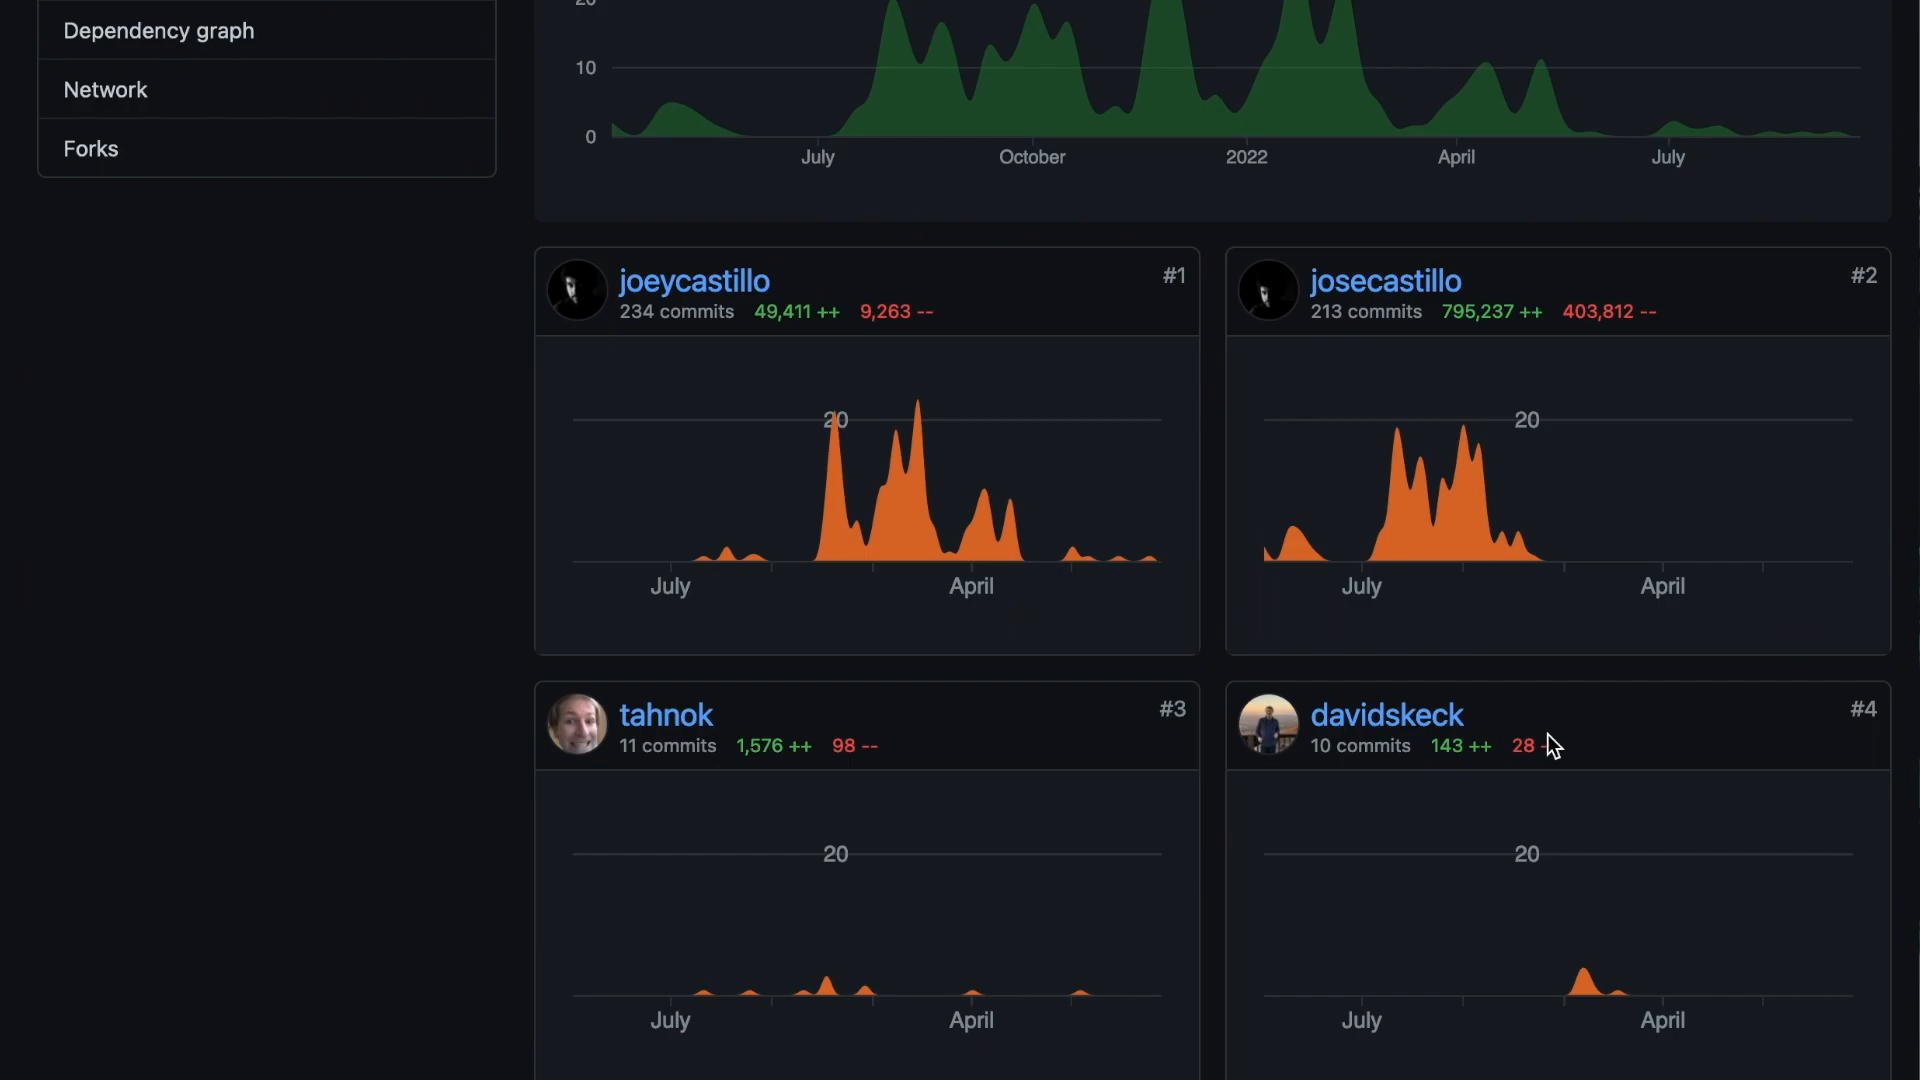 Dependency graph
Network
Forks
20
10
0
July October 2022 April July
joeycastillo #1
234 commits 49,411 ++ 9,263 --
20
July April
josecastillo #2
213 commits 795,237 ++ 403,812 --
20
July April
tahnok #3
11 commits 1,576 ++ 98 --
20
July April
davidskeck #4
10 commits 143 ++ 28 -
20
July April